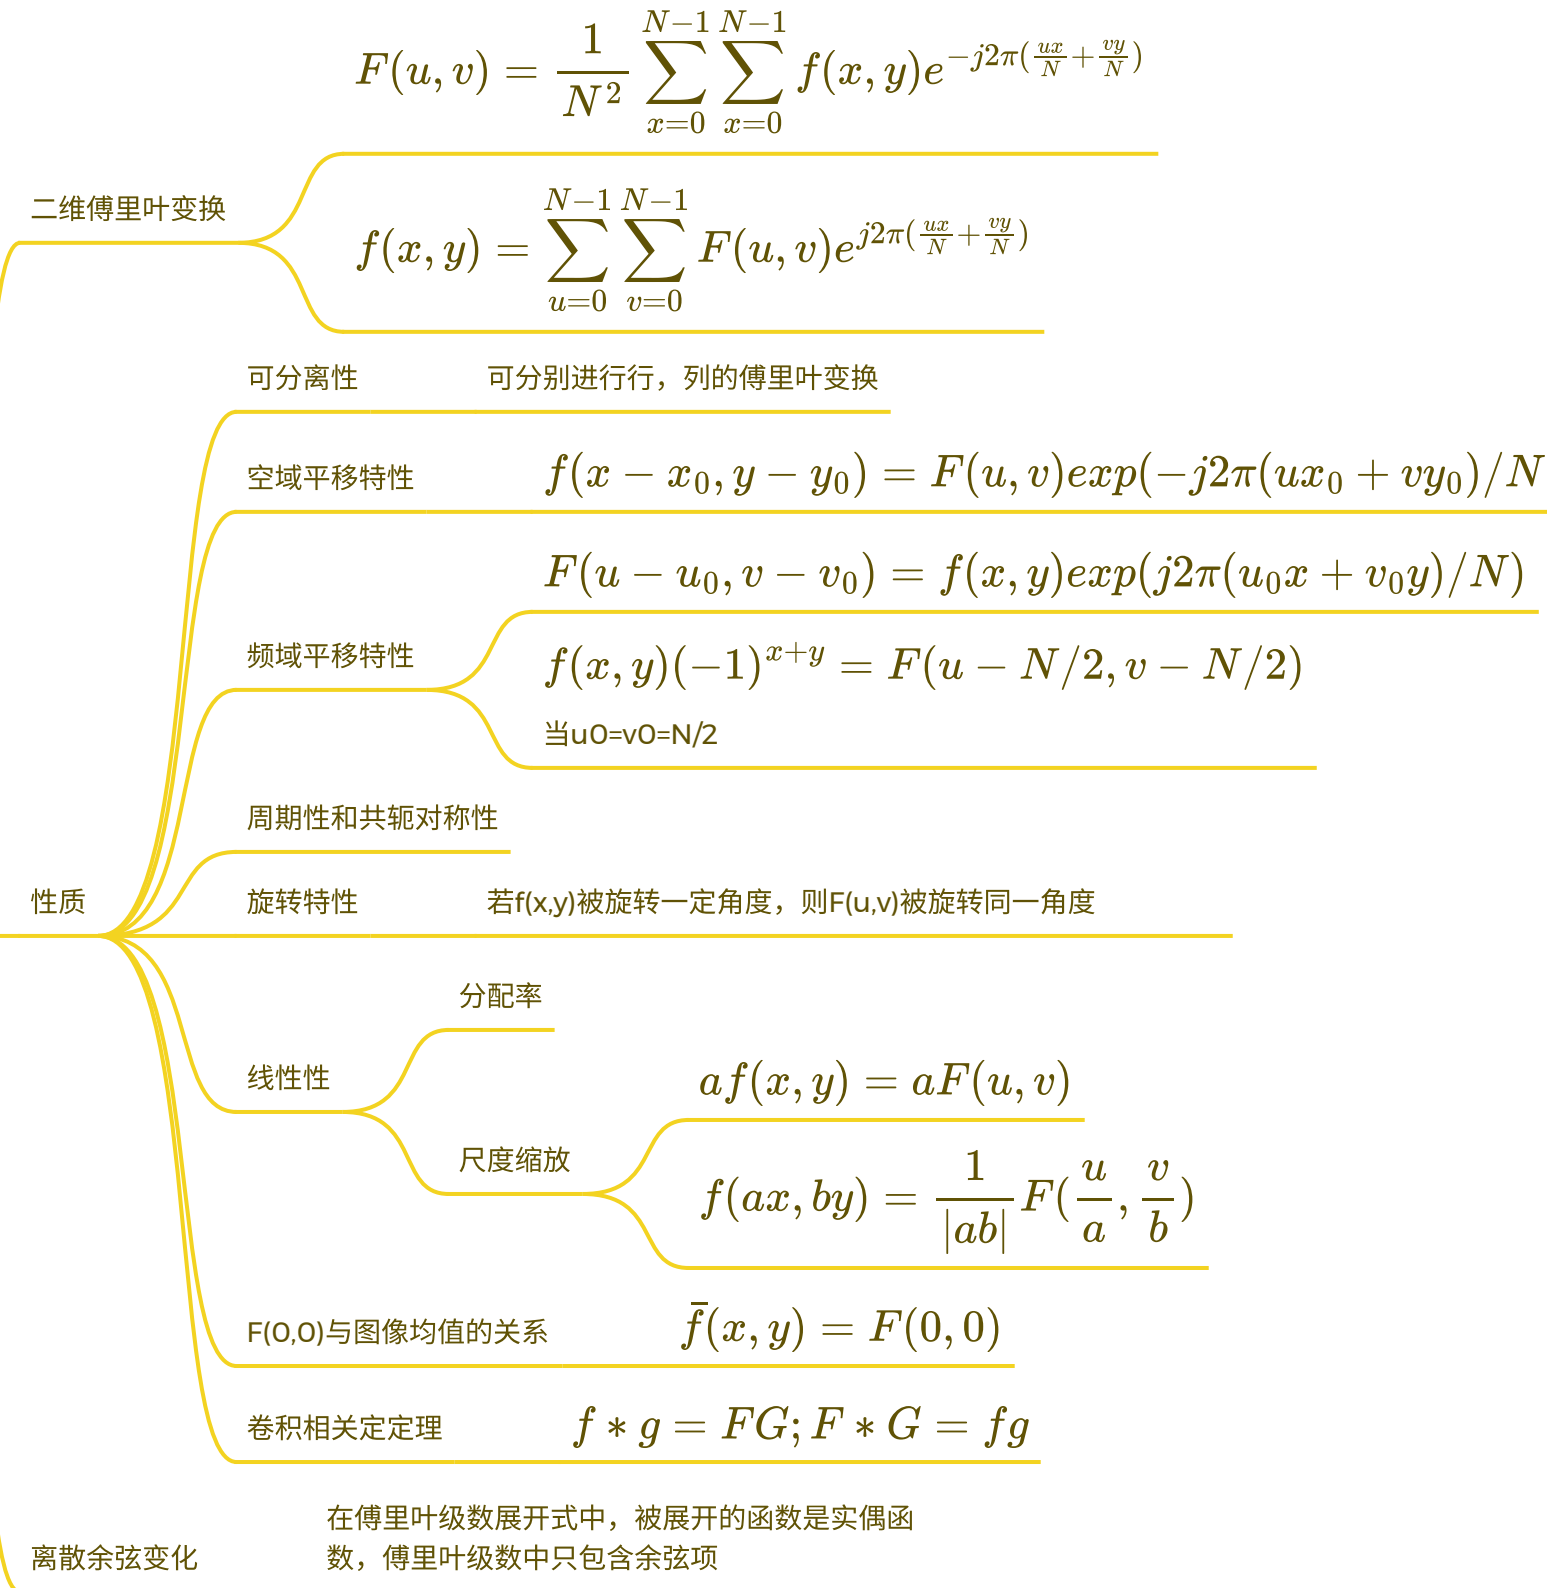 F(u,v) = \frac{1}{N^2} \sum_{x=0}^{N-1} \sum_{x=0}^{N-1} f(x,y)e^{-j2\pi(\frac{ux}{N}+\frac{vy}{N})}
二维傅里叶变换
f(x,y) = \sum_{u=0}^{N-1} \sum_{v=0}^{N-1} F(u,v)e^{j2\pi(\frac{ux}{N}+\frac{vy}{N})}
可分离性 可分别进行行，列的傅里叶变换
空域平移特性 f(x-x_0,y-y_0) = F(u,v)exp(-j2\pi(ux_0+vy_0)/N
F(u-u_0,v-v_0) = f(x,y)exp(j2\pi(u_0x+v_0y)/N)
频域平移特性 f(x,y)(-1)^{x+y} = F(u-N/2,v-N/2)
当u0=v0=N/2
周期性和共轭对称性
性质
旋转特性 若f(x,y)被旋转一定角度，则F(u,v)被旋转同一角度
分配率
线性性
af(x,y) = aF(u,v)
尺度缩放
f(ax,by) = \frac{1}{|ab|}F(\frac{u}{a},\frac{v}{b})
F(0,0)与图像均值的关系 \bar{f}(x,y) = F(0,0)
卷积相关定定理 f*g = FG;F*G = fg
在傅里叶级数展开式中，被展开的函数是实偶函
离散余弦变化 数，傅里叶级数中只包含余弦项